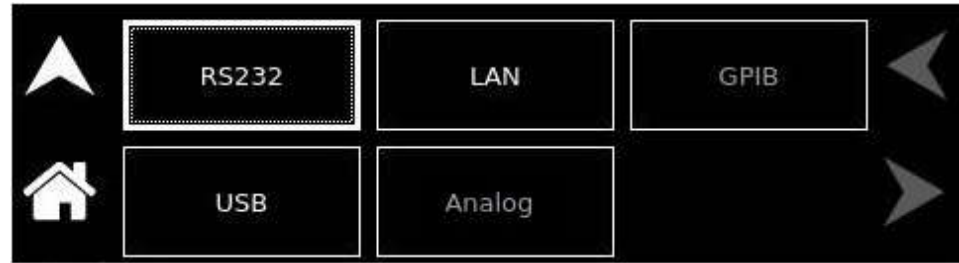 RS232
LAN
GPIB
USB
Analog